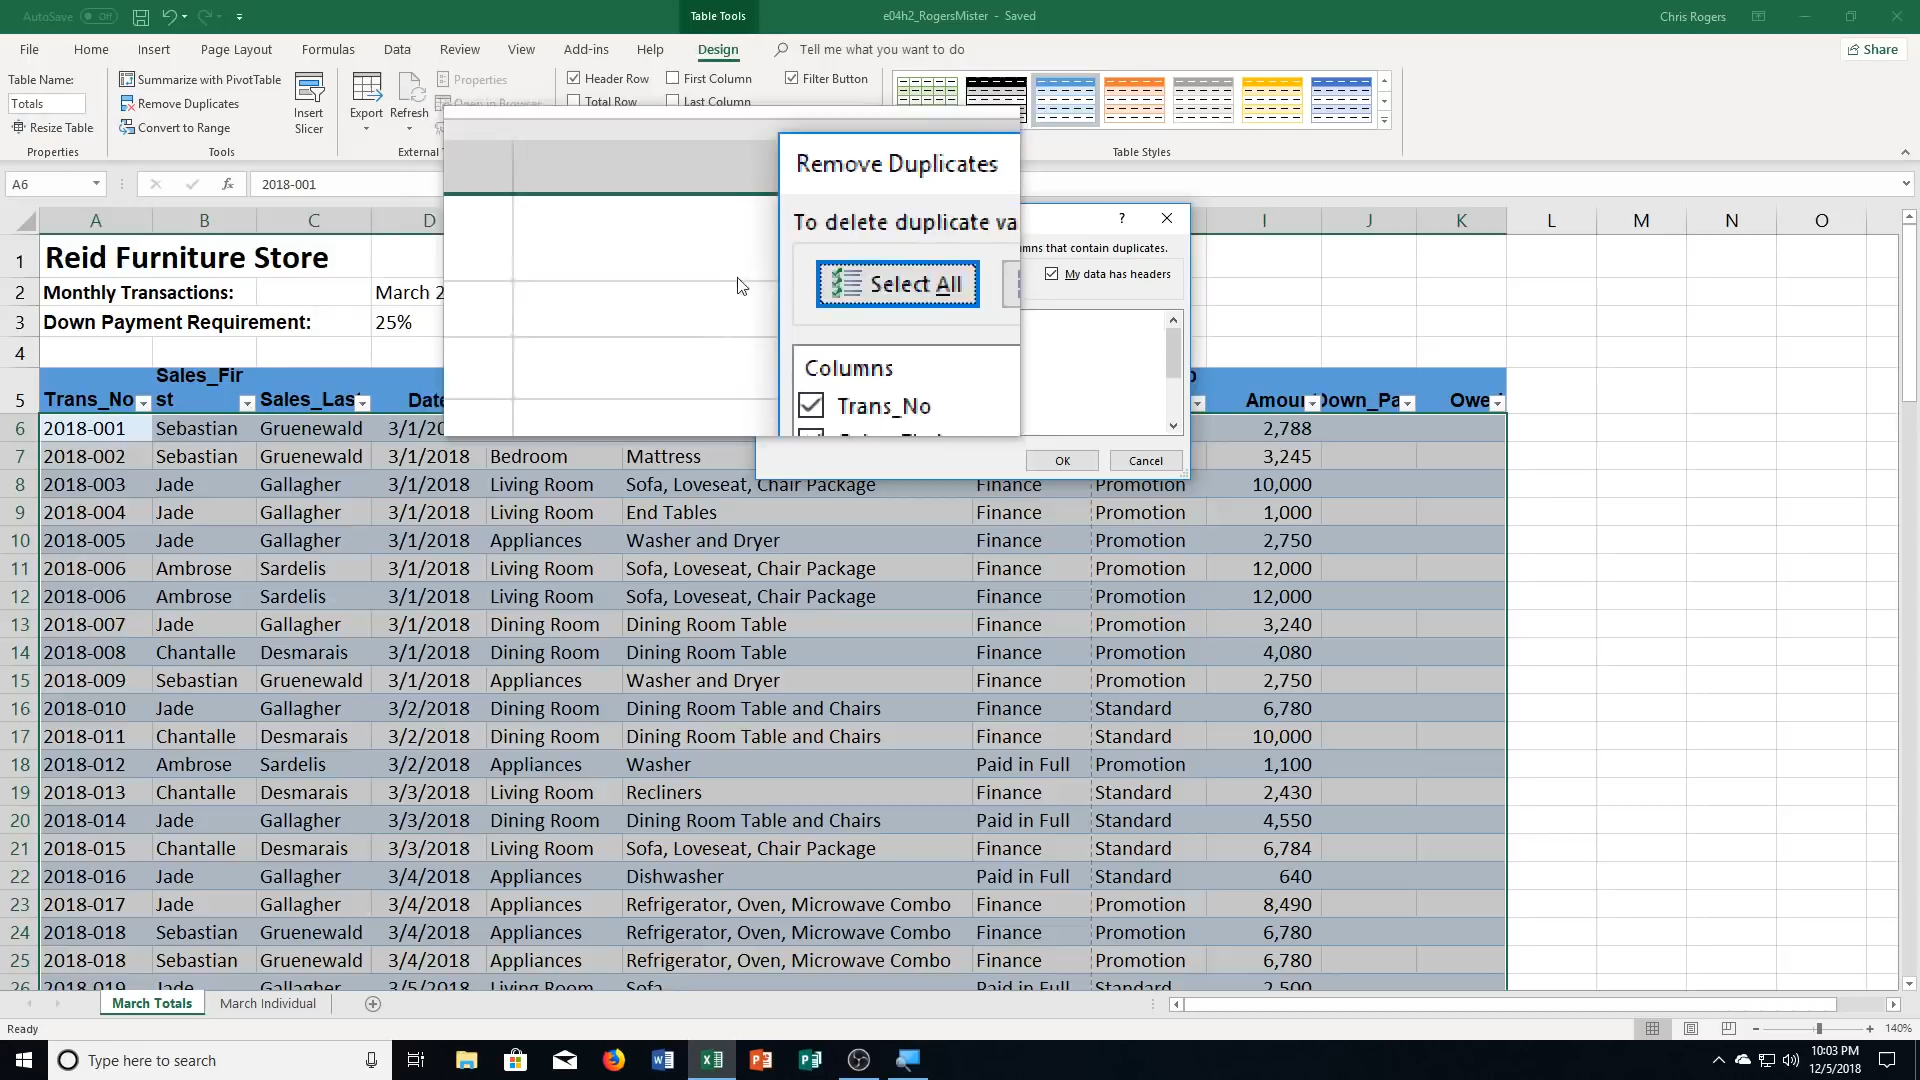 AutoSave Off
Table Tools
e04h2_RogersMister - Saved
Chris Rogers
File Home Insert Page Layout Formulas Data Review View Add-ins Help Design Tell me what you want to do Share
Table Name:
Totals
Resize Table
Properties
Summarize with PivotTable
Remove Duplicates
Convert to Range
Tools
Insert Slicer
Export
Refresh
Properties
Open in Browser
External T
Header Row First Column Filter Button
Total Row Last Column
Table Styles
A6 fx 2018-001
A B C D I J K L M N O
Remove Duplicates
To delete duplicate va
mns that contain duplicates.
Select All
My data has headers
Columns
Trans_No
OK Cancel
1 Reid Furniture Store
2 Monthly Transactions: March 2
3 Down Payment Requirement: 25%
4
5 Trans_No Sales_First Sales_Las Date Amoun Down_Pa Owe
6 2018-001 Sebastian Gruenewald 3/1/20 2,788
7 2018-002 Sebastian Gruenewald 3/1/2018 Bedroom Mattress 3,245
8 2018-003 Jade Gallagher 3/1/2018 Living Room Sofa, Loveseat, Chair Package Finance Promotion 10,000
9 2018-004 Jade Gallagher 3/1/2018 Living Room End Tables Finance Promotion 1,000
10 2018-005 Jade Gallagher 3/1/2018 Appliances Washer and Dryer Finance Promotion 2,750
11 2018-006 Ambrose Sardelis 3/1/2018 Living Room Sofa, Loveseat, Chair Package Finance Promotion 12,000
12 2018-006 Ambrose Sardelis 3/1/2018 Living Room Sofa, Loveseat, Chair Package Finance Promotion 12,000
13 2018-007 Jade Gallagher 3/1/2018 Dining Room Dining Room Table Finance Promotion 3,240
14 2018-008 Chantalle Desmarais 3/1/2018 Dining Room Dining Room Table Finance Promotion 4,080
15 2018-009 Sebastian Gruenewald 3/1/2018 Appliances Washer and Dryer Finance Promotion 2,750
16 2018-010 Jade Gallagher 3/2/2018 Dining Room Dining Room Table and Chairs Finance Standard 6,780
17 2018-011 Chantalle Desmarais 3/2/2018 Dining Room Dining Room Table and Chairs Finance Standard 10,000
18 2018-012 Ambrose Sardelis 3/2/2018 Appliances Washer Paid in Full Promotion 1,100
19 2018-013 Chantalle Desmarais 3/3/2018 Living Room Recliners Finance Standard 2,430
20 2018-014 Jade Gallagher 3/3/2018 Dining Room Dining Room Table and Chairs Paid in Full Standard 4,550
21 2018-015 Chantalle Desmarais 3/3/2018 Living Room Sofa, Loveseat, Chair Package Finance Standard 6,784
22 2018-016 Jade Gallagher 3/4/2018 Appliances Dishwasher Paid in Full Standard 640
23 2018-017 Jade Gallagher 3/4/2018 Appliances Refrigerator, Oven, Microwave Combo Finance Promotion 8,490
24 2018-018 Sebastian Gruenewald 3/4/2018 Appliances Refrigerator, Oven, Microwave Combo Finance Promotion 6,780
25 2018-018 Sebastian Gruenewald 3/4/2018 Appliances Refrigerator, Oven, Microwave Combo Finance Promotion 6,780
26 2018-019 Jade Gallagher 3/5/2018 Living Room Sofa Paid in Full Standard 2,500
March Totals March Individual
Ready 140%
Type here to search
10:03 PM
12/5/2018